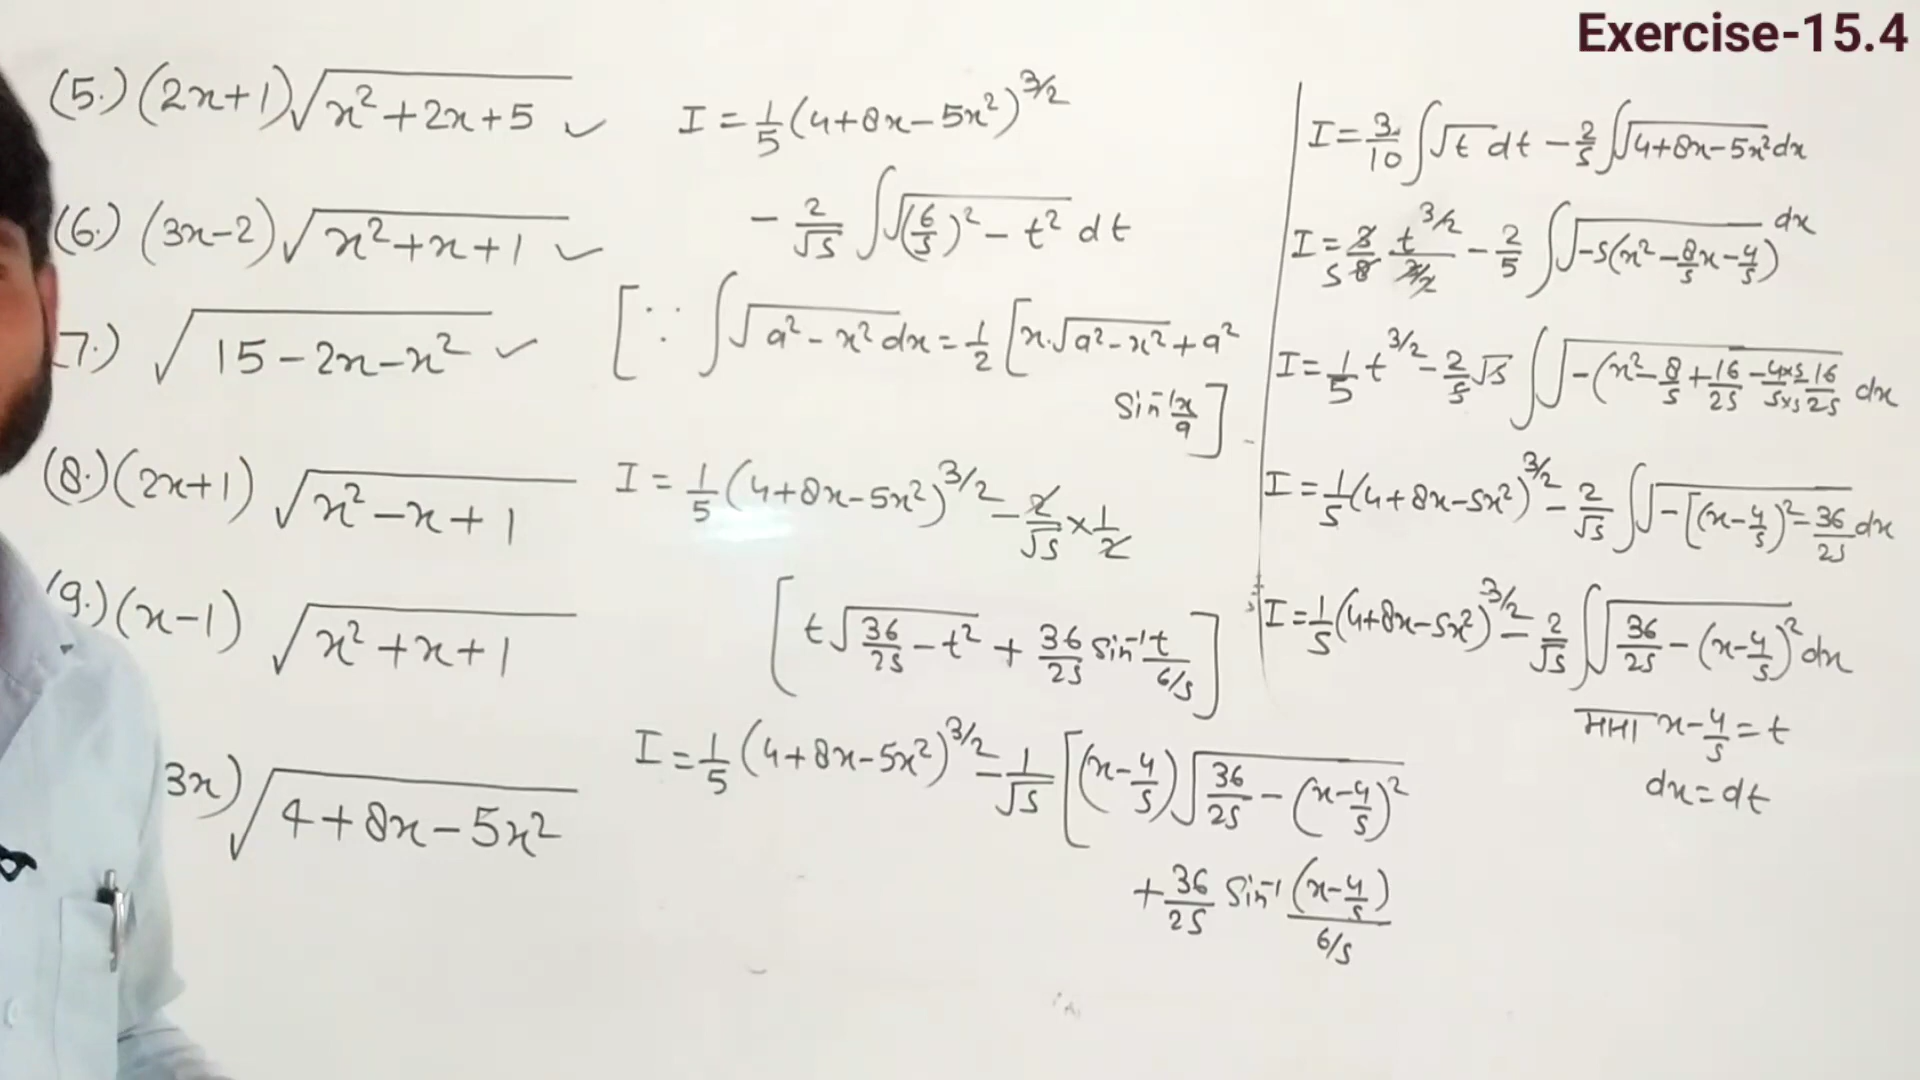 Exercise-15.4
(5.) (2x+1)√(x²+2x+5) ✓
(6.) (3x-2)√(x²+x+1) ✓
7.) √(15-2x-x²) ✓
(8.) (2x+1) √(x²-x+1)
(9.) (x-1) √(x²+x+1)
3x) √(4+8x-5x²)
I = 1/5 (4+8x-5x²)^3/2
- 2/√5 ∫√((6/5)²-t²) dt
[∵ ∫√(a²-x²) dx = 1/2 [x.√(a²-x²) + a²
Sin⁻¹ x/a]
I = 1/5 (4+8x-5x²)^3/2 - 2/√5 × 1/2
[t√(36/25 - t²) + 36/25 Sin⁻¹ t/(6/5)]
I = 1/5 (4+8x-5x²)^3/2 - 1/√5 [(x-4/5)√(36/25 - (x-4/5)²)
+ 36/25 Sin⁻¹ (x-4/5)/(6/5)
I = 3/10 ∫√t dt - 2/5 ∫√(4+8x-5x²) dx
I = t^3/2 - 2/5 ∫√(-5(x²-8/5x-4/5)) dx
I = 1/5 t^3/2 - 2/5 √5 ∫√(-(x²-8/5+16/25-4×5/5×5 16/25 dx
I = 1/5 (4+8x-5x²)^3/2 - 2/√5 ∫√(-[(x-4/5)²-36/25 dx
I = 1/5 (4+8x-5x²)^3/2 - 2/√5 ∫√(36/25 - (x-4/5)²) dx
माना x-4/5 = t
dx = dt